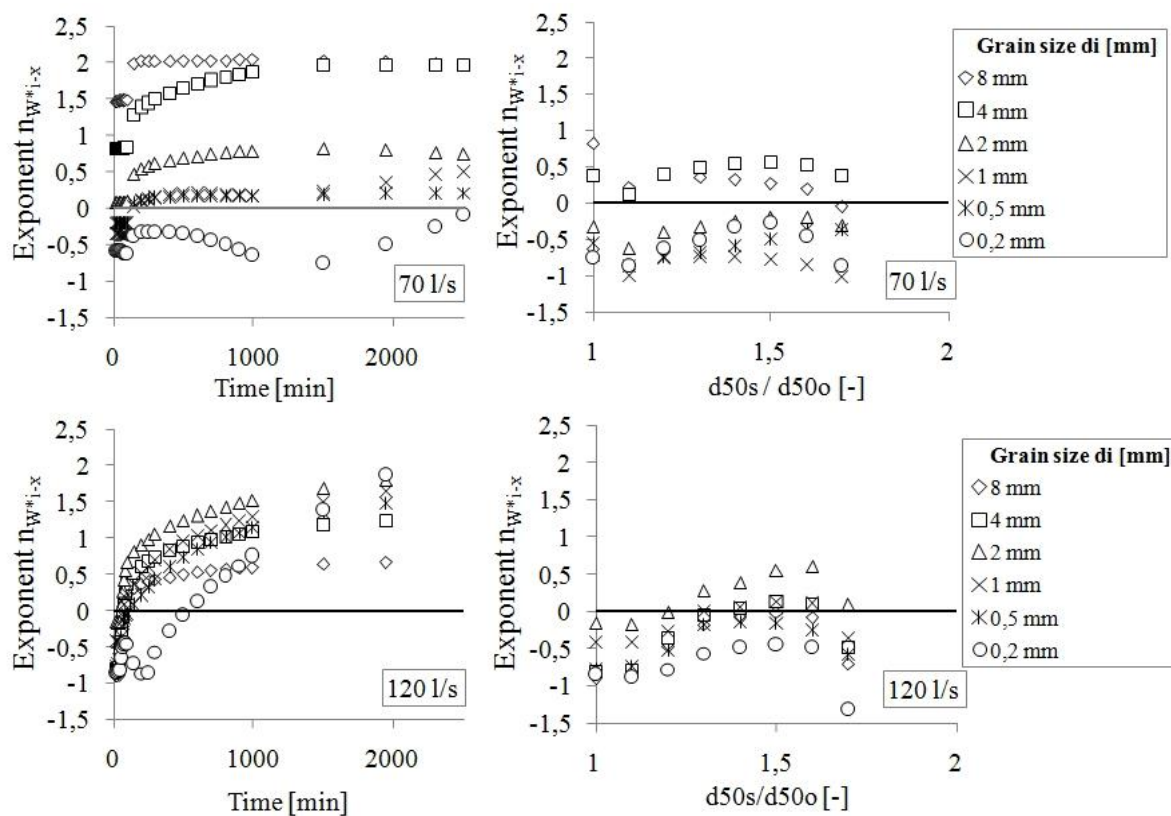 Exponent nW*i-x
2,5
2
1,5
1
0,5
0
-0,5
-1
-1,5
0
1000
2000
Time [min]
70 l/s
Exponent nW*i-x
2,5
2
1,5
1
0,5
0
-0,5
-1
-1,5
1
1,5
2
d50s / d50o [-]
70 l/s
Grain size di [mm]
8 mm
4 mm
2 mm
1 mm
0,5 mm
0,2 mm
Exponent nW*i-x
2,5
2
1,5
1
0,5
0
-0,5
-1
-1,5
0
1000
2000
Time [min]
120 l/s
Exponent nW*i-x
2,5
2
1,5
1
0,5
0
-0,5
-1
-1,5
1
1,5
2
d50s/d50o [-]
120 l/s
Grain size di [mm]
8 mm
4 mm
2 mm
1 mm
0,5 mm
0,2 mm